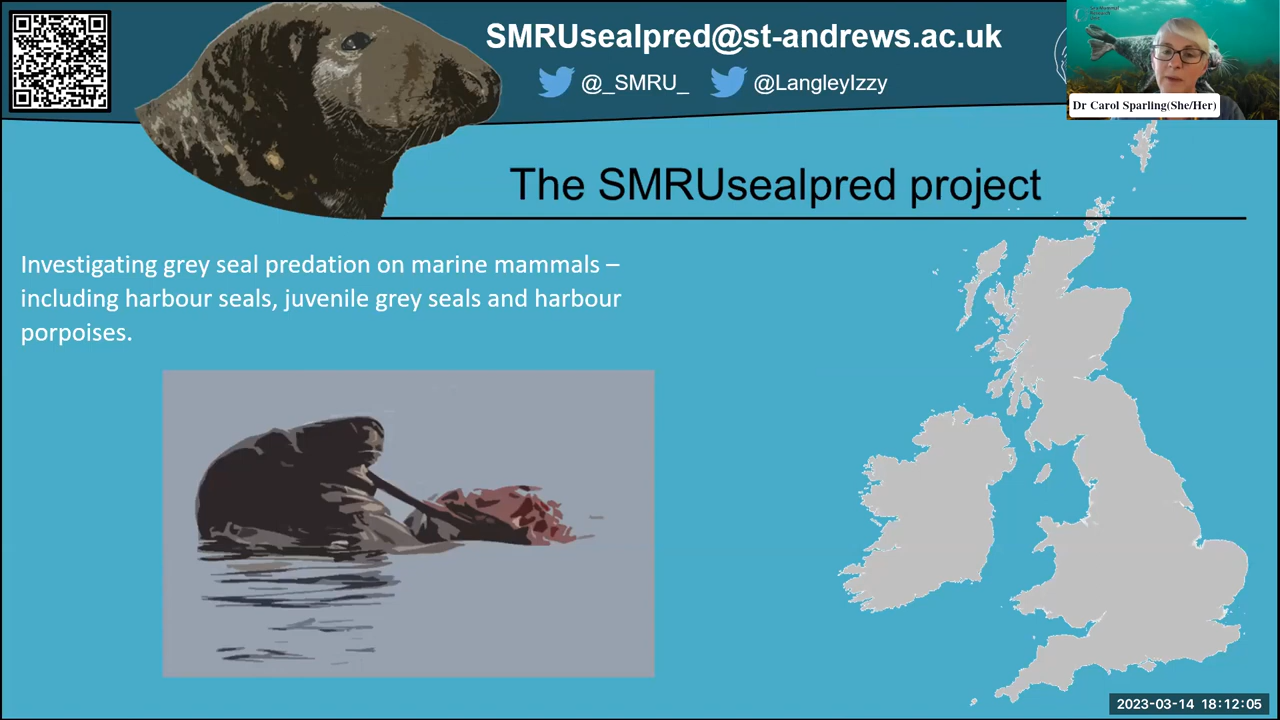 SMRUsealpred@st-andrews.ac.uk
@_SMRU_ @LangleyIzzy
Dr Carol Sparling(She/Her)
The SMRUsealpred project
Investigating grey seal predation on marine mammals –
including harbour seals, juvenile grey seals and harbour
porpoises.
2023-03-14 18:12:05